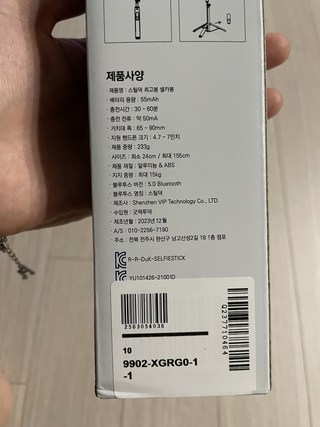 제품사양
· 제품명 : 스틸덕 최고봉 셀카봉
· 배터리 용량 : 55mAh
· 충전시간 : 30 - 60분
· 충전 전류 : 약 50mA
· 거치대 폭 : 65 - 90mm
· 지원 핸드폰 크기 : 4.7 - 7인치
· 제품 중량 : 233g
· 사이즈 : 최소 24cm / 최대 155cm
· 제품 재질 : 알루미늄 & ABS
· 지지 중량 : 최대 15kg
· 블루투스 버전 : 5.0 Bluetooth
· 블루투스 명칭 : 스틸덕
· 제조사 : Shenzhen VIP Technology Co., LTD
· 수입원 : 굿럭투덕
· 제조년월 : 2023년 12월
· A/S : 010-2256-7190
· 주소 : 전북 전주시 완산구 남고산성2길 18 1층 점포
R-R-DuK-SELFIESTICK
YU101426-21001D
2563054036
10
9902-XGRG0-1
-1
Q2377710464